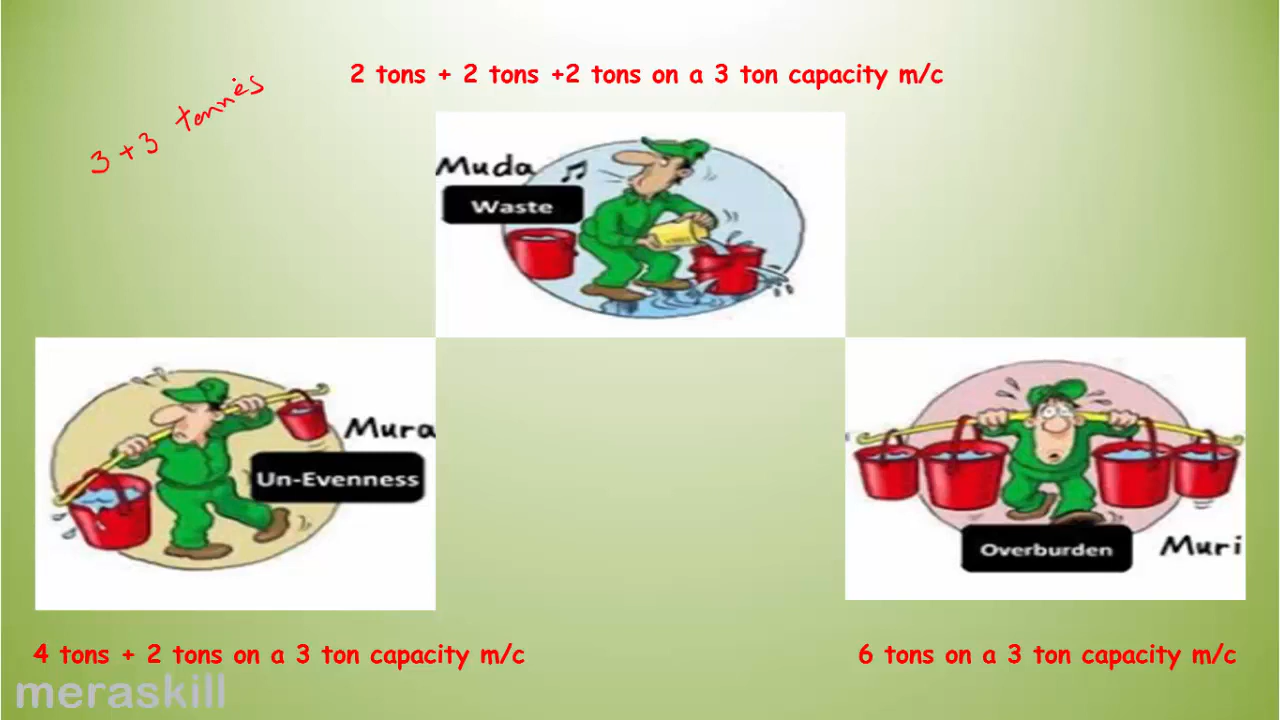 2 tons + 2 tons +2 tons on a 3 ton capacity m/c
3 + 3 tonnes
Muda
Waste
Mura
Un-Evenness
Overburden
Muri
4 tons + 2 tons on a 3 ton capacity m/c
6 tons on a 3 ton capacity m/c
meraskill